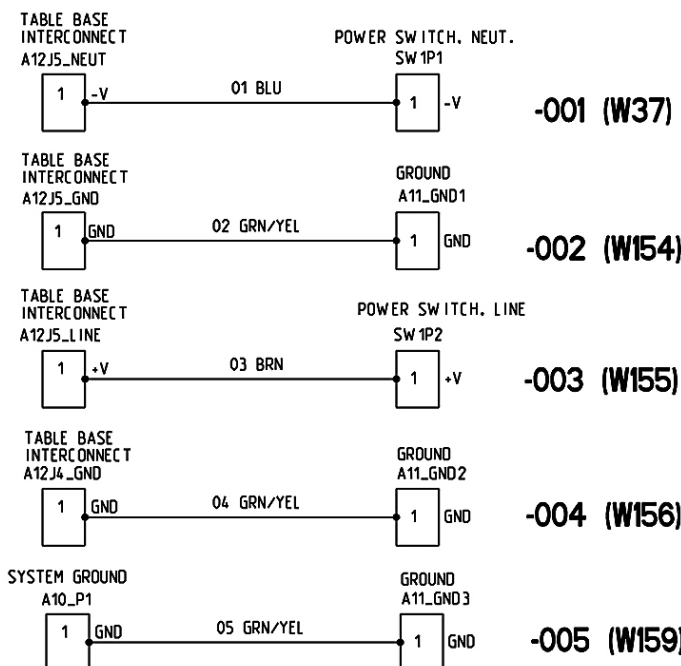 TABLE BASE
INTERCONNECT
A12J5_NEUT
POWER SWITCH, NEUT.
SW1P1
1 -V
01 BLU
1 -V
-001 (W37)
TABLE BASE
INTERCONNECT
A12J5_GND
GROUND
A11_GND1
1 GND
02 GRN/YEL
1 GND
-002 (W154)
TABLE BASE
INTERCONNECT
A12J5_LINE
POWER SWITCH, LINE
SW1P2
1 +V
03 BRN
1 +V
-003 (W155)
TABLE BASE
INTERCONNECT
A12J4_GND
GROUND
A11_GND2
1 GND
04 GRN/YEL
1 GND
-004 (W156)
SYSTEM GROUND
A10_P1
GROUND
A11_GND3
1 GND
05 GRN/YEL
1 GND
-005 (W159)